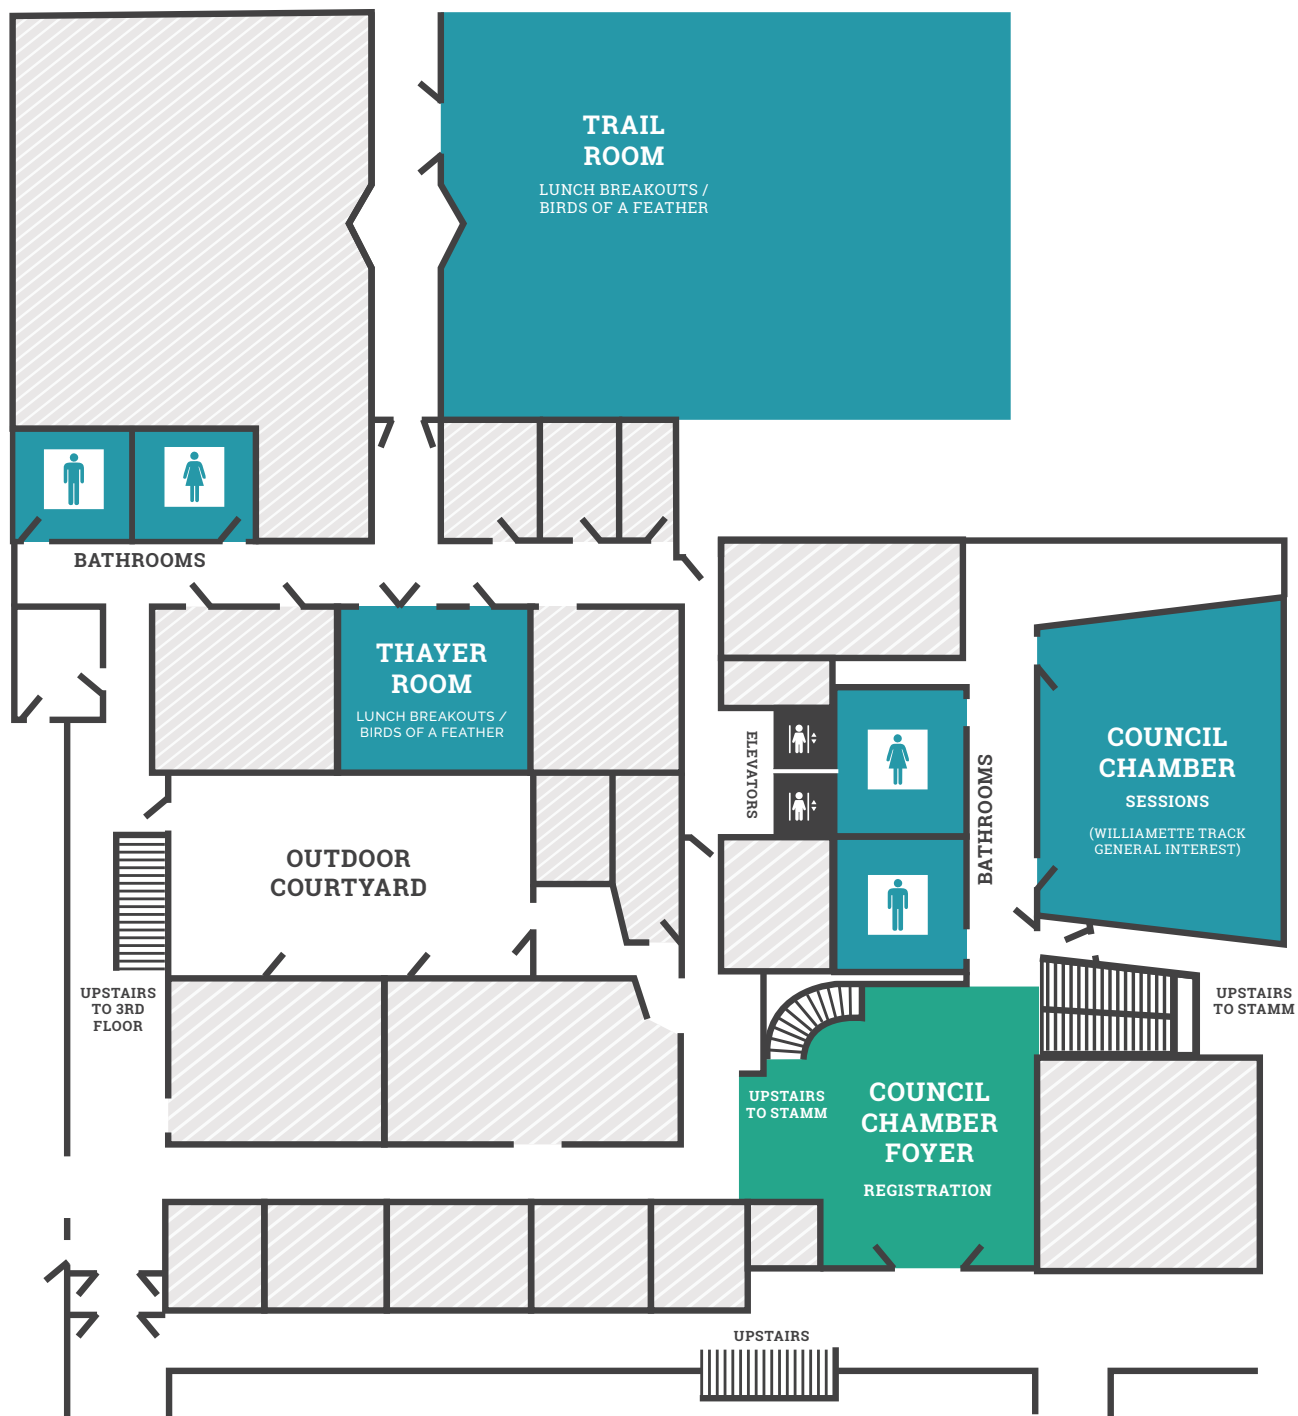 TRAIL
ROOM
LUNCH BREAKOUTS /
BIRDS OF A FEATHER
BATHROOMS
THAYER
ROOM
LUNCH BREAKOUTS /
BIRDS OF A FEATHER
ELEVATORS
BATHROOMS
COUNCIL
CHAMBER
SESSIONS
(WILLIAMETTE TRACK
GENERAL INTEREST)
OUTDOOR
COURTYARD
UPSTAIRS
TO 3RD
FLOOR
UPSTAIRS
TO STAMM
UPSTAIRS
TO STAMM
COUNCIL
CHAMBER
FOYER
REGISTRATION
UPSTAIRS